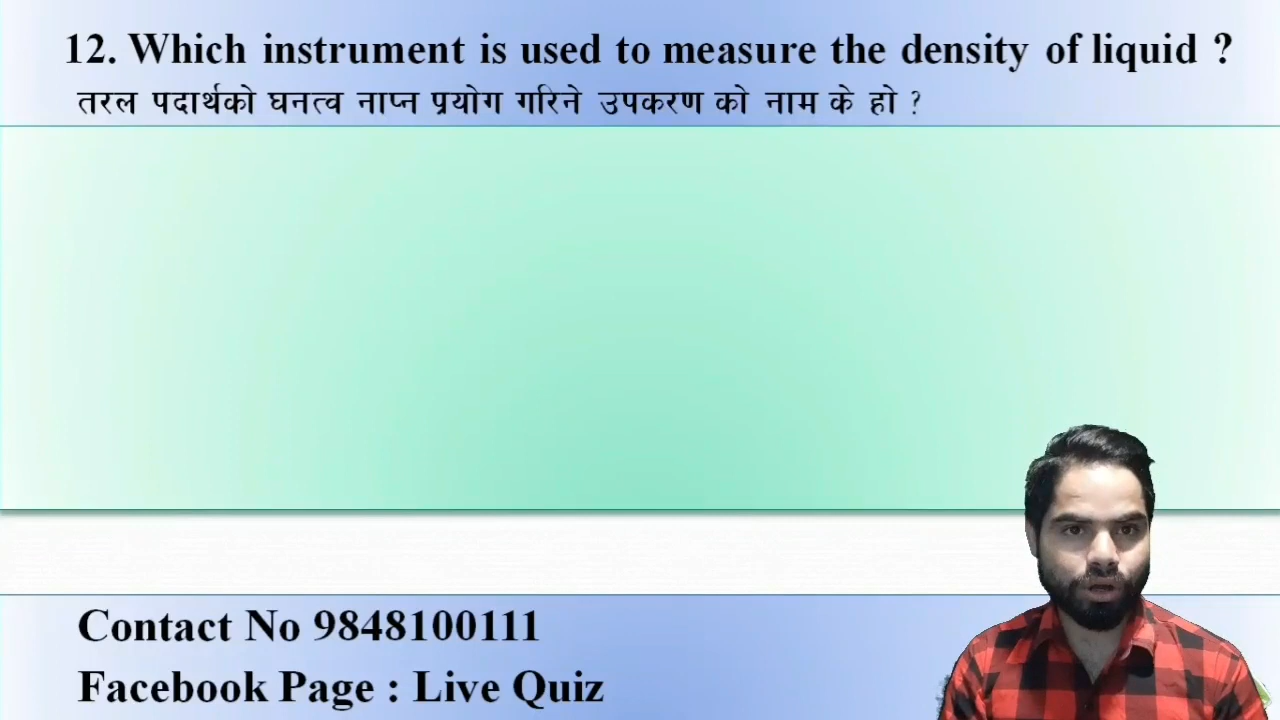 12. Which instrument is used to measure the density of liquid ?
तरल पदार्थको घनत्व नाप्न प्रयोग गरिने उपकरण को नाम के हो ?
Contact No 9848100111
Facebook Page : Live Quiz